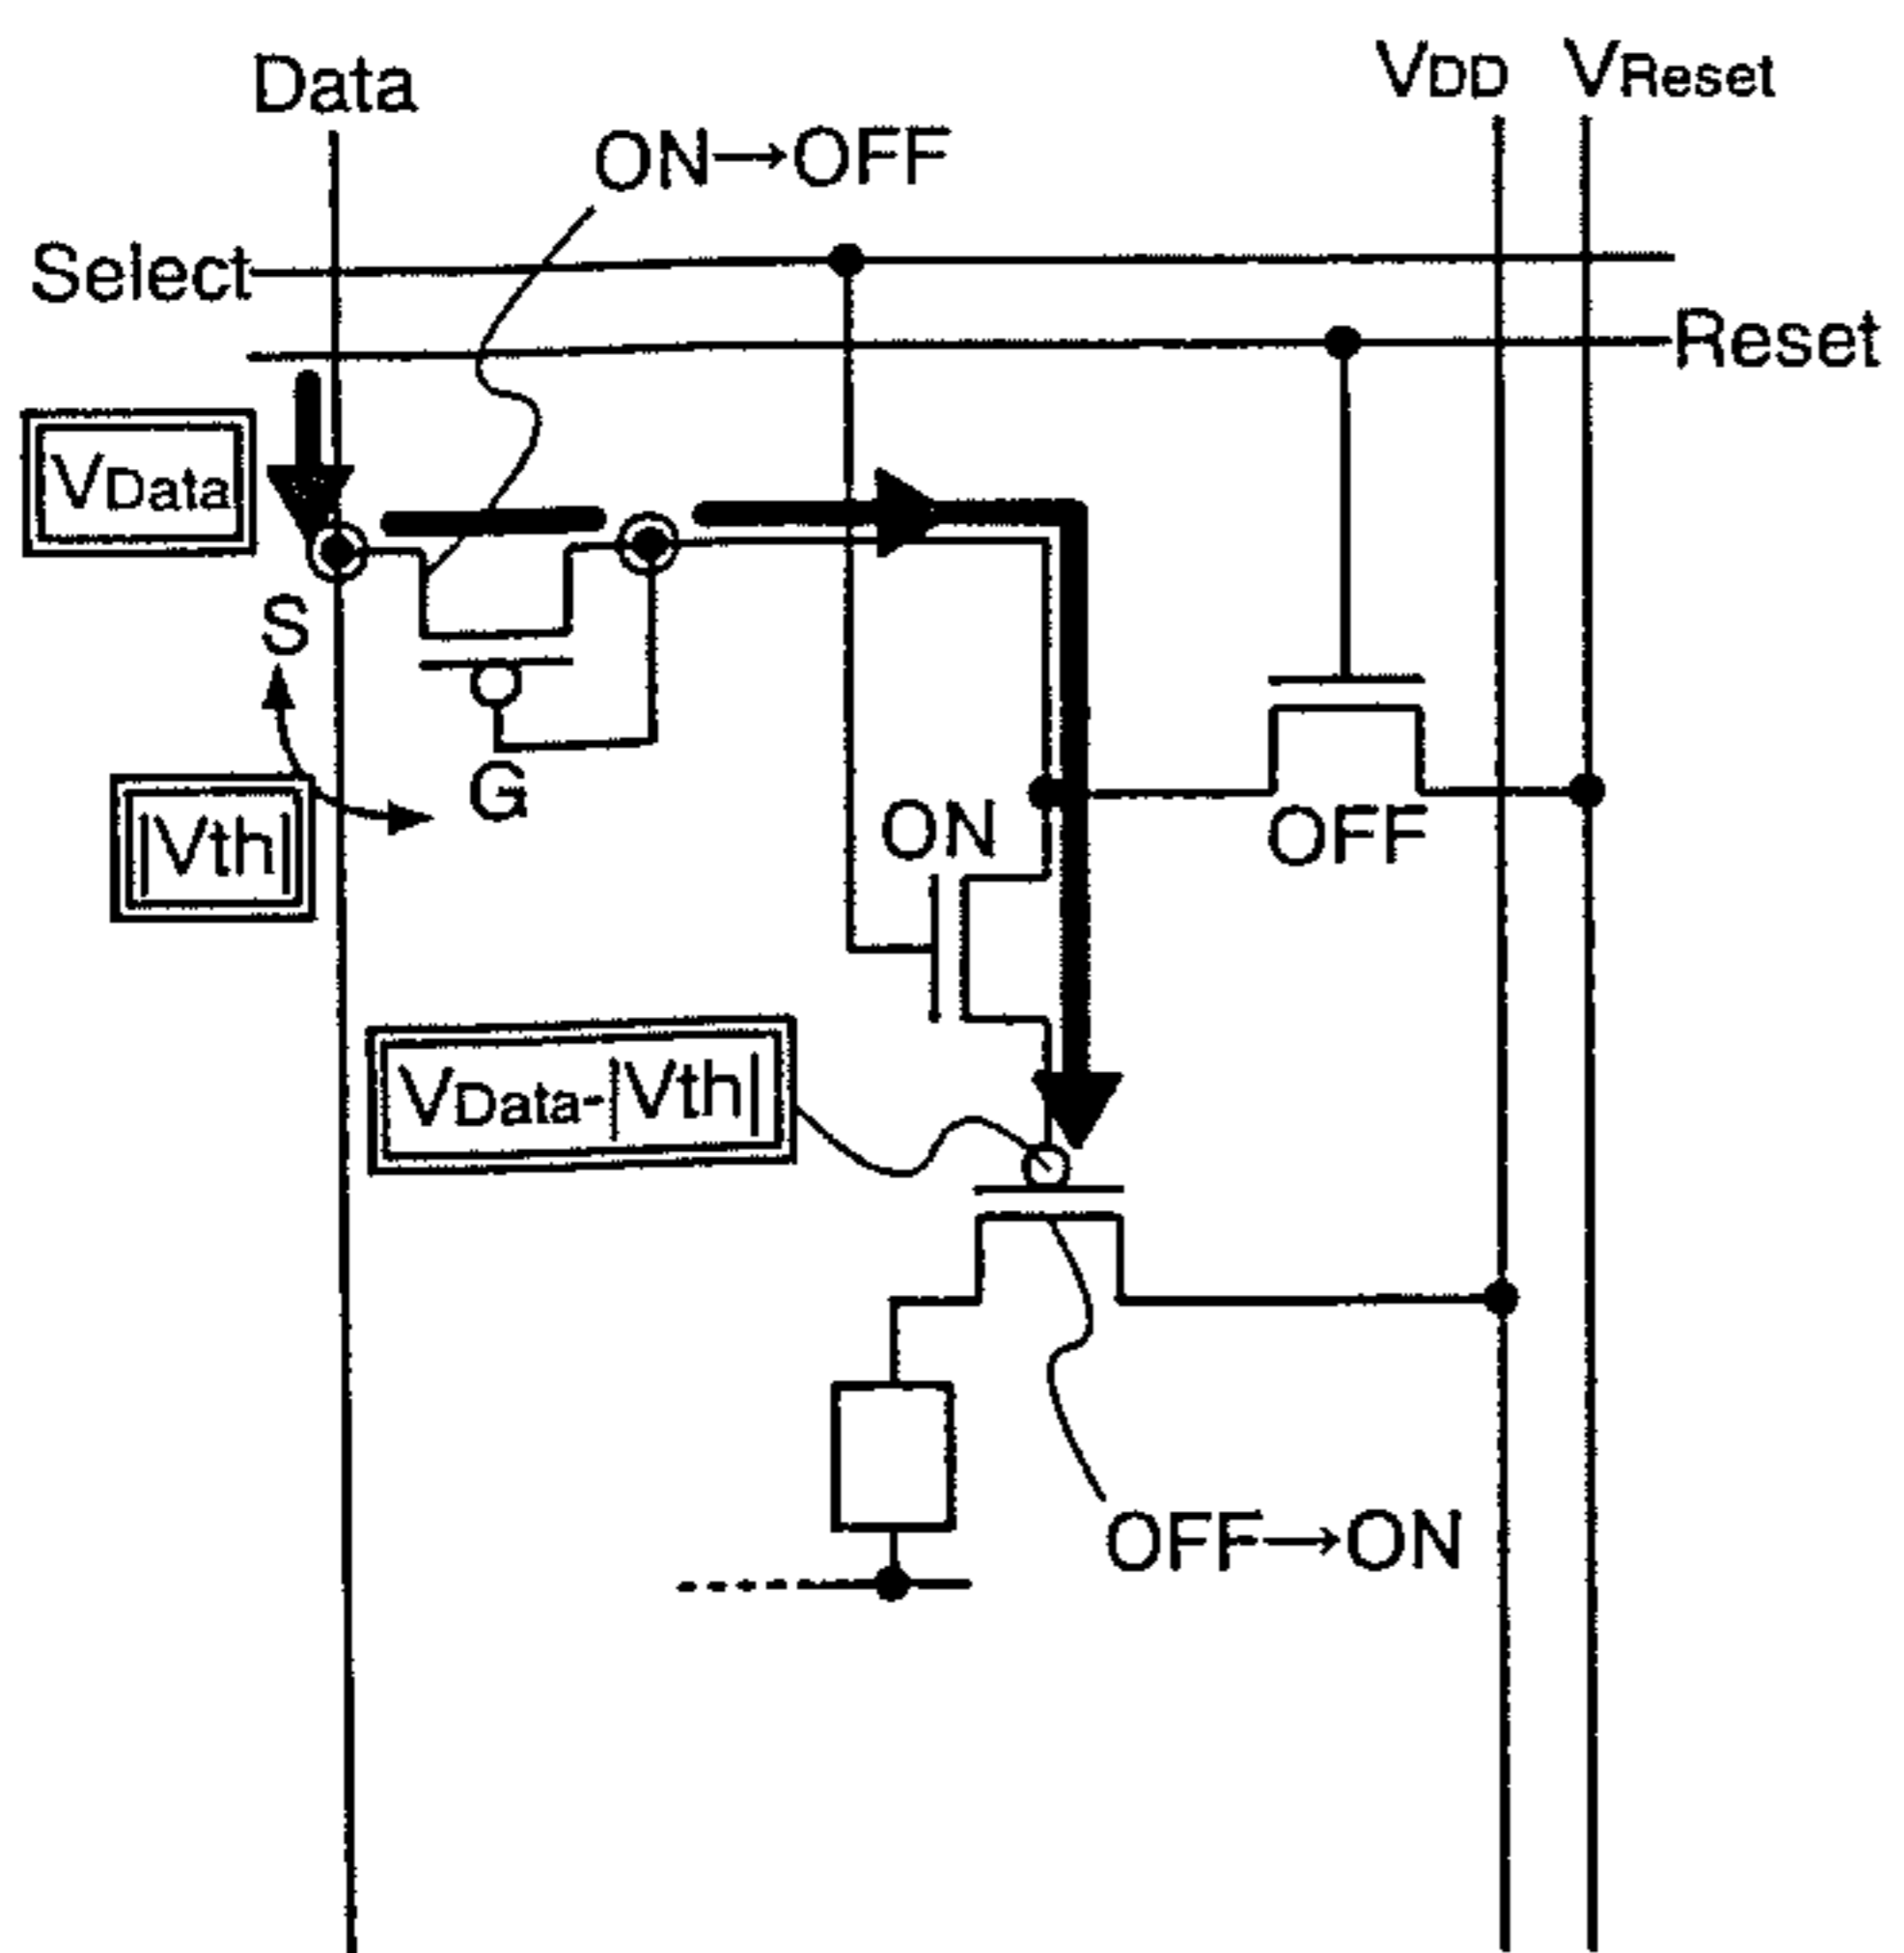 Data
VDD
VReset
ON→OFF
Select
Reset
VData
S
G
|Vth|
ON
OFF
VData-|Vth|
OFF→ON